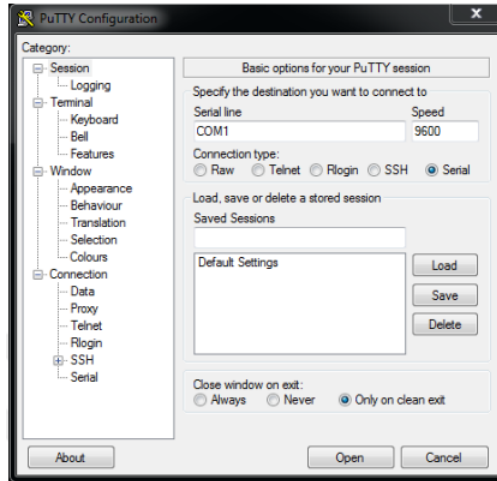 PuTTY Configuration
X
Category:
Session
Logging
Terminal
Keyboard
Bell
Features
Window
Appearance
Behaviour
Translation
Selection
Colours
Connection
Data
Proxy
Telnet
Rlogin
SSH
Serial
Basic options for your PuTTY session
Specify the destination you want to connect to
Serial line Speed
COM1 9600
Connection type:
Raw Telnet Rlogin SSH Serial
Load, save or delete a stored session
Saved Sessions
Default Settings
Load
Save
Delete
Close window on exit:
Always Never Only on clean exit
About Open Cancel